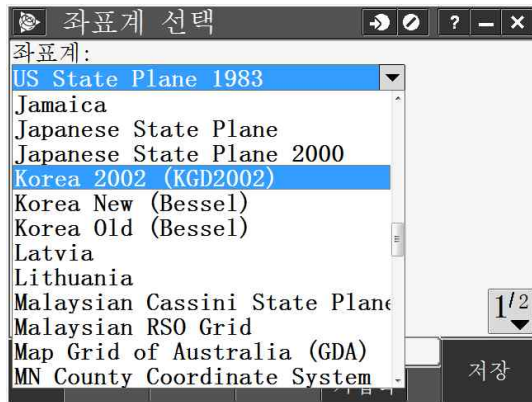 좌표계 선택
? – X
좌표계:
US State Plane 1983
Jamaica
Japanese State Plane
Japanese State Plane 2000
Korea 2002 (KGD2002)
Korea New (Bessel)
Korea Old (Bessel)
Latvia
Lithuania
Malaysian Cassini State Plane
Malaysian RSO Grid
Map Grid of Australia (GDA)
MN County Coordinate System
1/2
저장